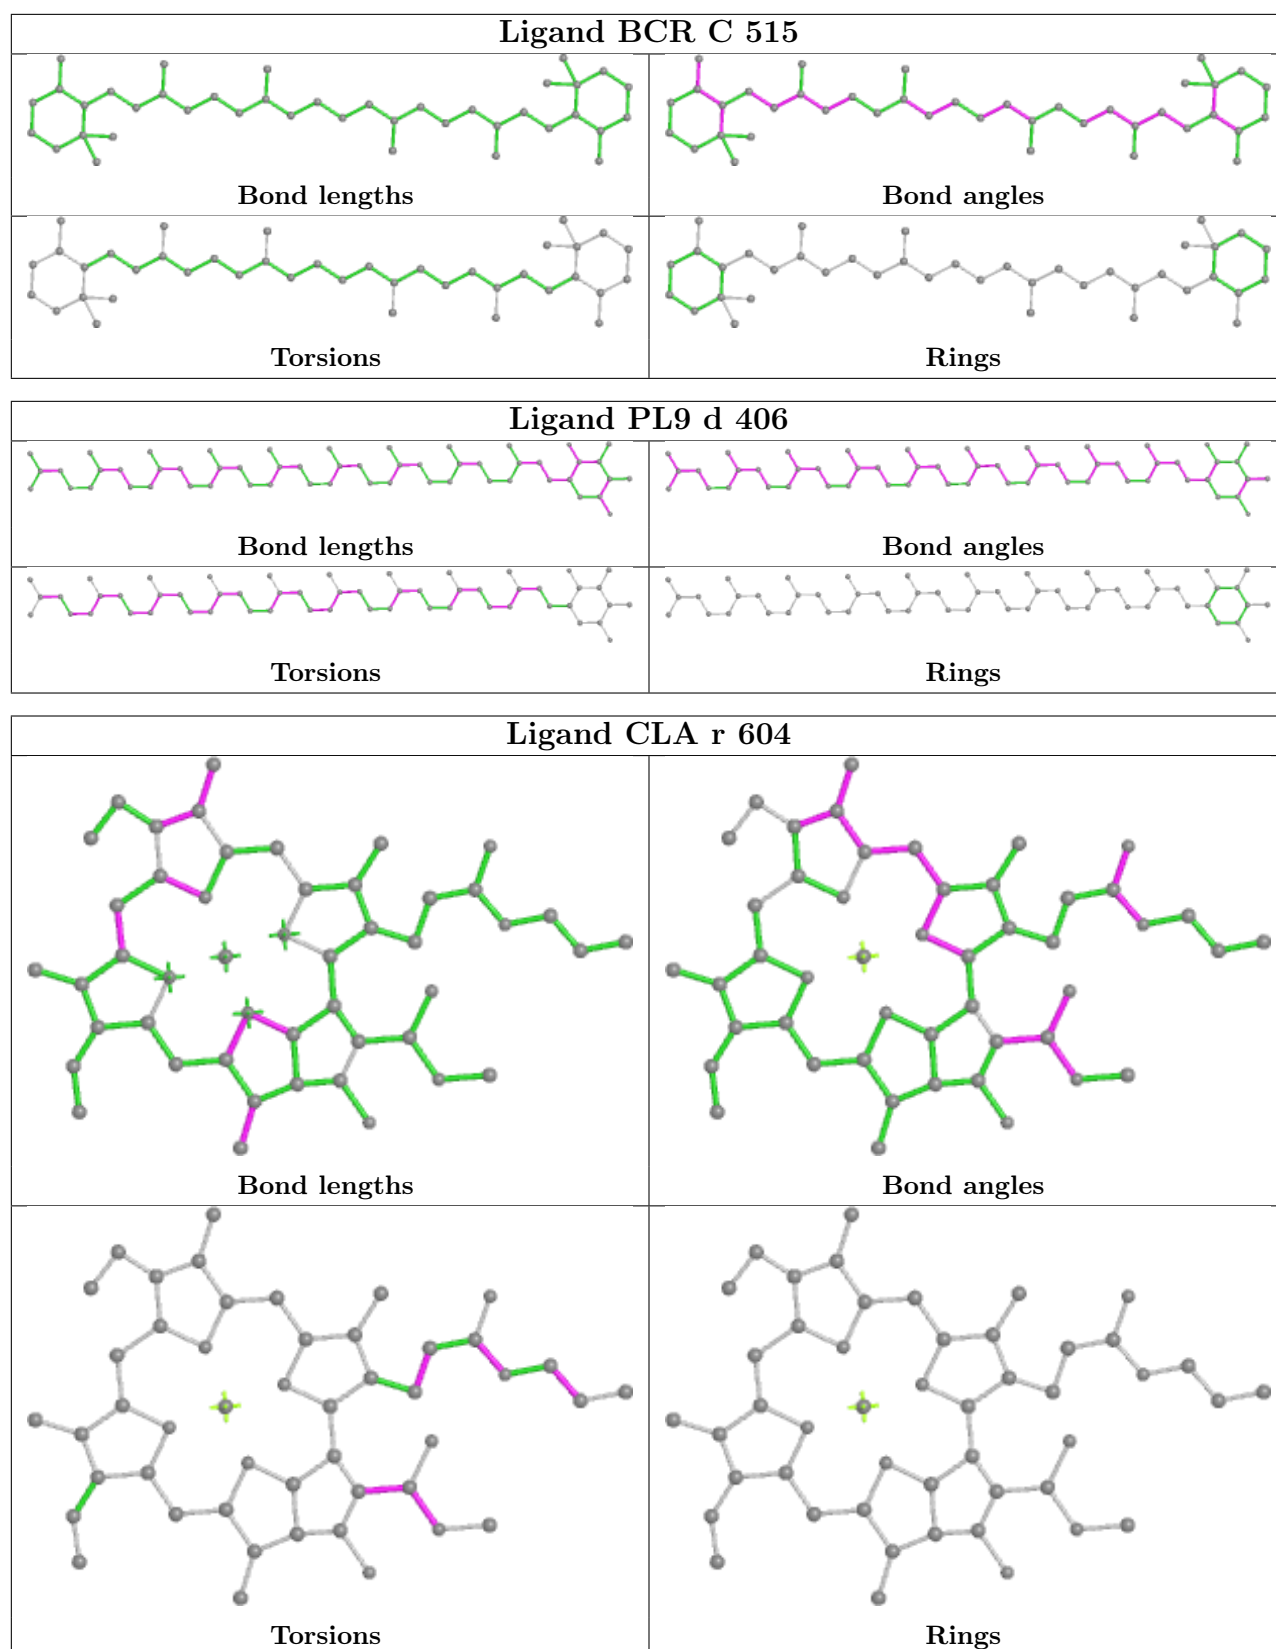 Ligand BCR C 515
Bond lengths
Bond angles
Torsions
Rings
Ligand PL9 d 406
Bond lengths
Bond angles
Torsions
Rings
Ligand CLA r 604
Bond lengths
Bond angles
Torsions
Rings